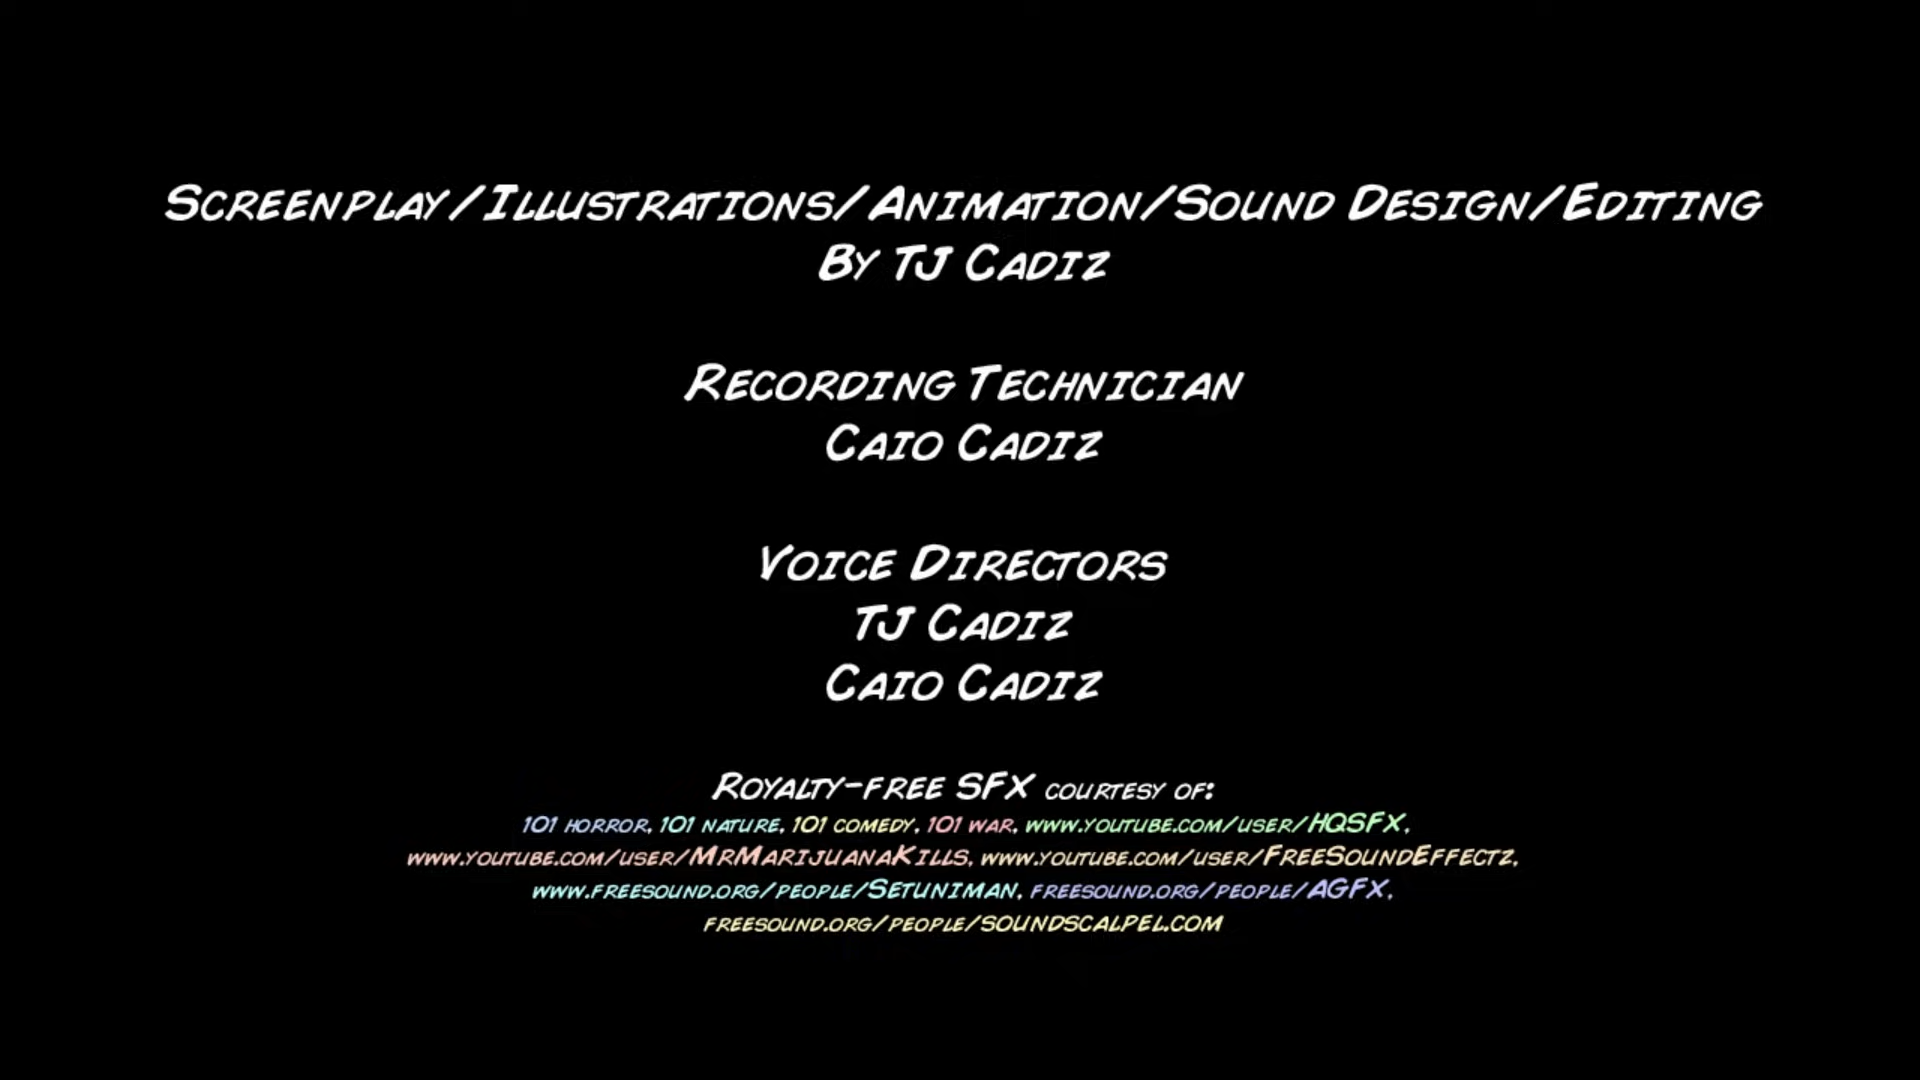 Screenplay/Illustrations/Animation/Sound Design/Editing
By TJ Cadiz
Recording Technician
Caio Cadiz
Voice Directors
TJ Cadiz
Caio Cadiz
Royalty-free SFX courtesy of:
101 horror, 101 nature, 101 comedy, 101 war, www.youtube.com/user/HQSFX,
www.youtube.com/user/MrMarijuanaKills, www.youtube.com/user/FreeSoundEffectz,
www.freesound.org/people/Setuniman, freesound.org/people/AGFX,
freesound.org/people/SOUNDSCALPEL.COM